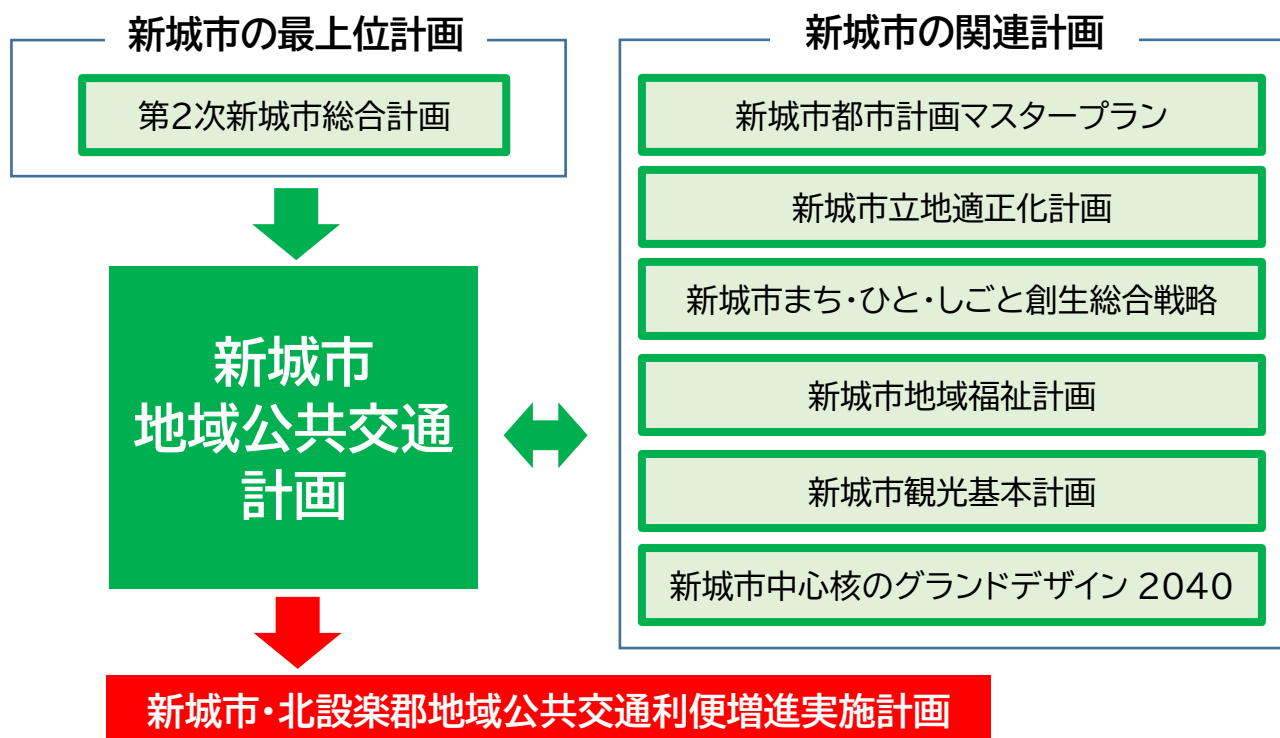 新城市の最上位計画
第2次新城市総合計画
新城市
地域公共交通
計画
新城市の関連計画
新城市都市計画マスタープラン
新城市立地適正化計画
新城市まち・ひと・しごと創生総合戦略
新城市地域福祉計画
新城市観光基本計画
新城市中心核のグランドデザイン 2040
新城市・北設楽郡地域公共交通利便増進実施計画